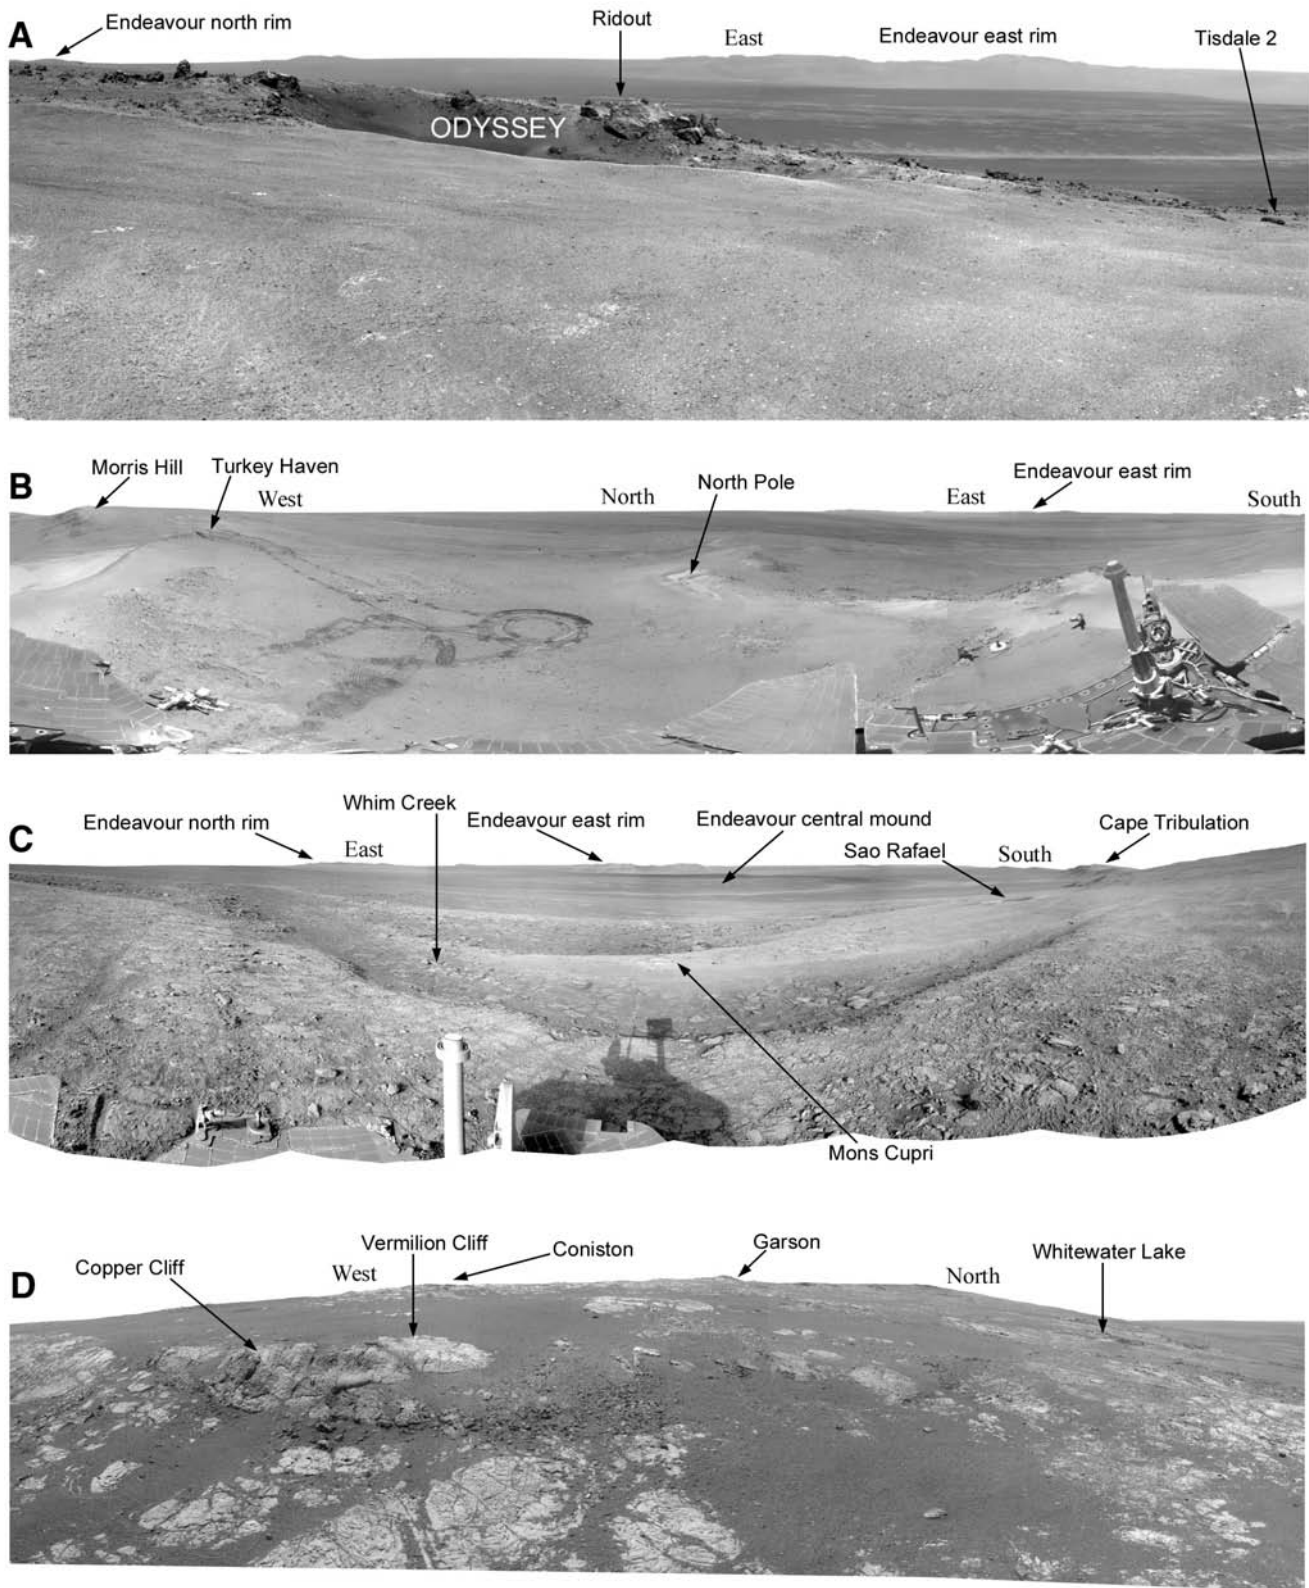 A
Endeavour north rim
Ridout
East
Endeavour east rim
Tisdale 2
ODYSSEY
B
Morris Hill
Turkey Haven
West
North
North Pole
East
Endeavour east rim
South
C
Endeavour north rim
East
Whim Creek
Endeavour east rim
Endeavour central mound
Sao Rafael
South
Cape Tribulation
Mons Cupri
D
Copper Cliff
West
Vermilion Cliff
Coniston
Garson
North
Whitewater Lake